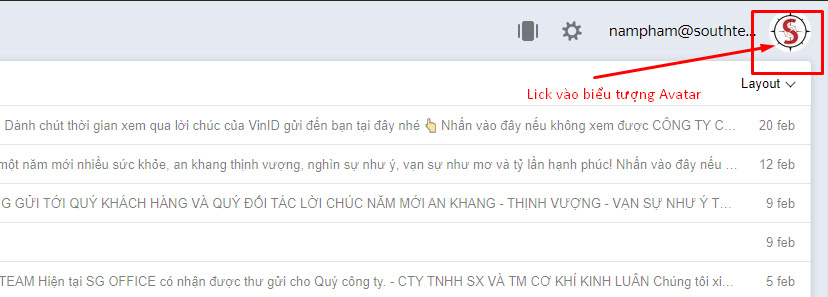 nampham@southte...
S
Lick vào biểu tượng Avatar
Layout
Dành chút thời gian xem qua lời chúc của VinID gửi đến bạn tại đây nhé 👆 Nhấn vào đây nếu không xem được CÔNG TY C... 20 feb
một năm mới nhiều sức khỏe, an khang thịnh vượng, nghìn sự như ý, vạn sự như mơ và tỷ lần hạnh phúc! Nhấn vào đây nếu ... 12 feb
G GỬI TỚI QUÝ KHÁCH HÀNG VÀ QUÝ ĐỐI TÁC LỜI CHÚC NĂM MỚI AN KHANG - THỊNH VƯỢNG - VẠN SỰ NHƯ Ý T... 9 feb
9 feb
TEAM Hiện tại SG OFFICE có nhận được thư gửi cho Quý công ty. - CTY TNHH SX VÀ TM CƠ KHÍ KINH LUÂN Chúng tôi xi... 5 feb